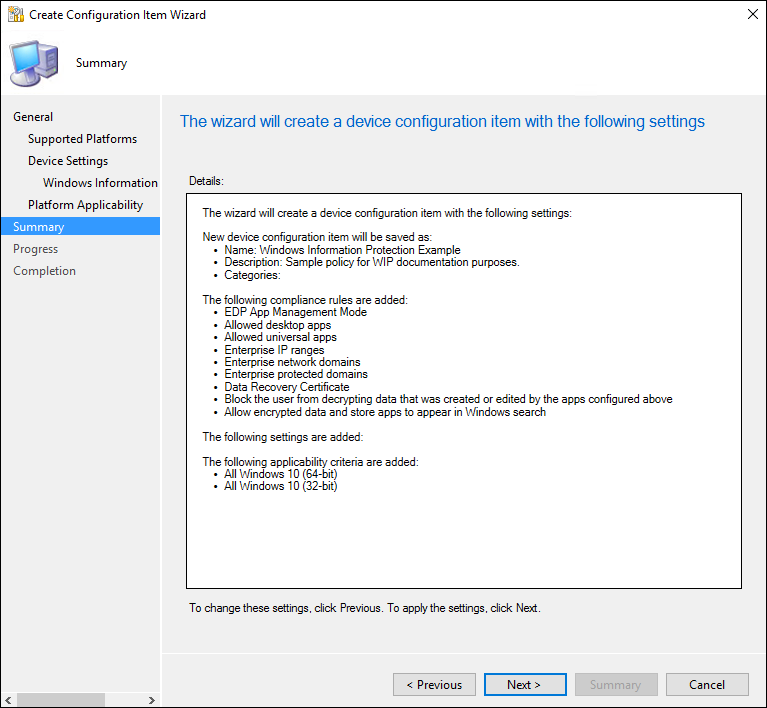 Create Configuration Item Wizard
Summary
General
Supported Platforms
Device Settings
Windows Information
Platform Applicability
Summary
Progress
Completion
The wizard will create a device configuration item with the following settings
Details:
The wizard will create a device configuration item with the following settings:
New device configuration item will be saved as:
• Name: Windows Information Protection Example
• Description: Sample policy for WIP documentation purposes.
• Categories:
The following compliance rules are added:
• EDP App Management Mode
• Allowed desktop apps
• Allowed universal apps
• Enterprise IP ranges
• Enterprise network domains
• Enterprise protected domains
• Data Recovery Certificate
• Block the user from decrypting data that was created or edited by the apps configured above
• Allow encrypted data and store apps to appear in Windows search
The following settings are added:
The following applicability criteria are added:
• All Windows 10 (64-bit)
• All Windows 10 (32-bit)
To change these settings, click Previous. To apply the settings, click Next.
< Previous
Next >
Summary
Cancel